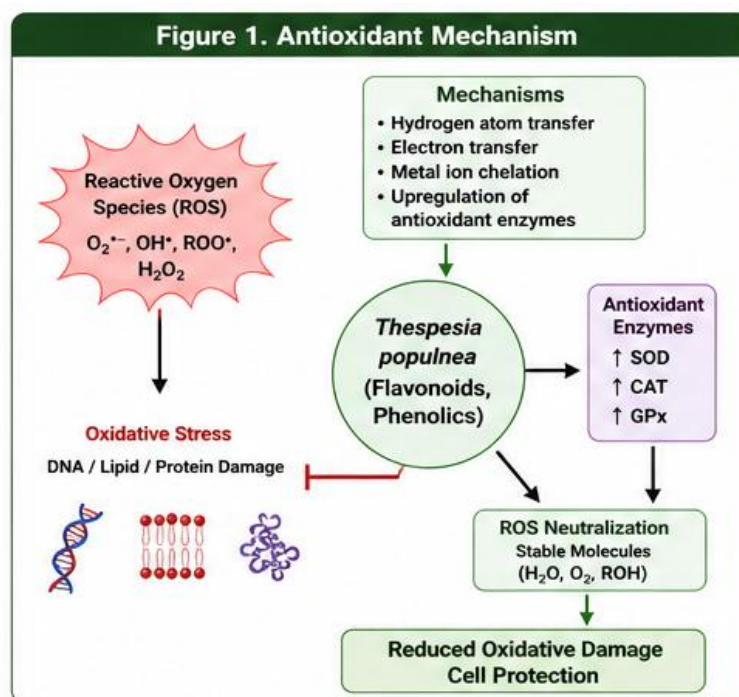 Figure 1. Antioxidant Mechanism
Mechanisms
• Hydrogen atom transfer
• Electron transfer
• Metal ion chelation
• Upregulation of
antioxidant enzymes
Reactive Oxygen
Species (ROS)
O₂•−, OH•, ROO•,
H₂O₂
Thespesia
populnea
(Flavonoids,
Phenolics)
Antioxidant
Enzymes
↑ SOD
↑ CAT
↑ GPx
Oxidative Stress
DNA / Lipid / Protein Damage
ROS Neutralization
Stable Molecules
(H₂O, O₂, ROH)
Reduced Oxidative Damage
Cell Protection